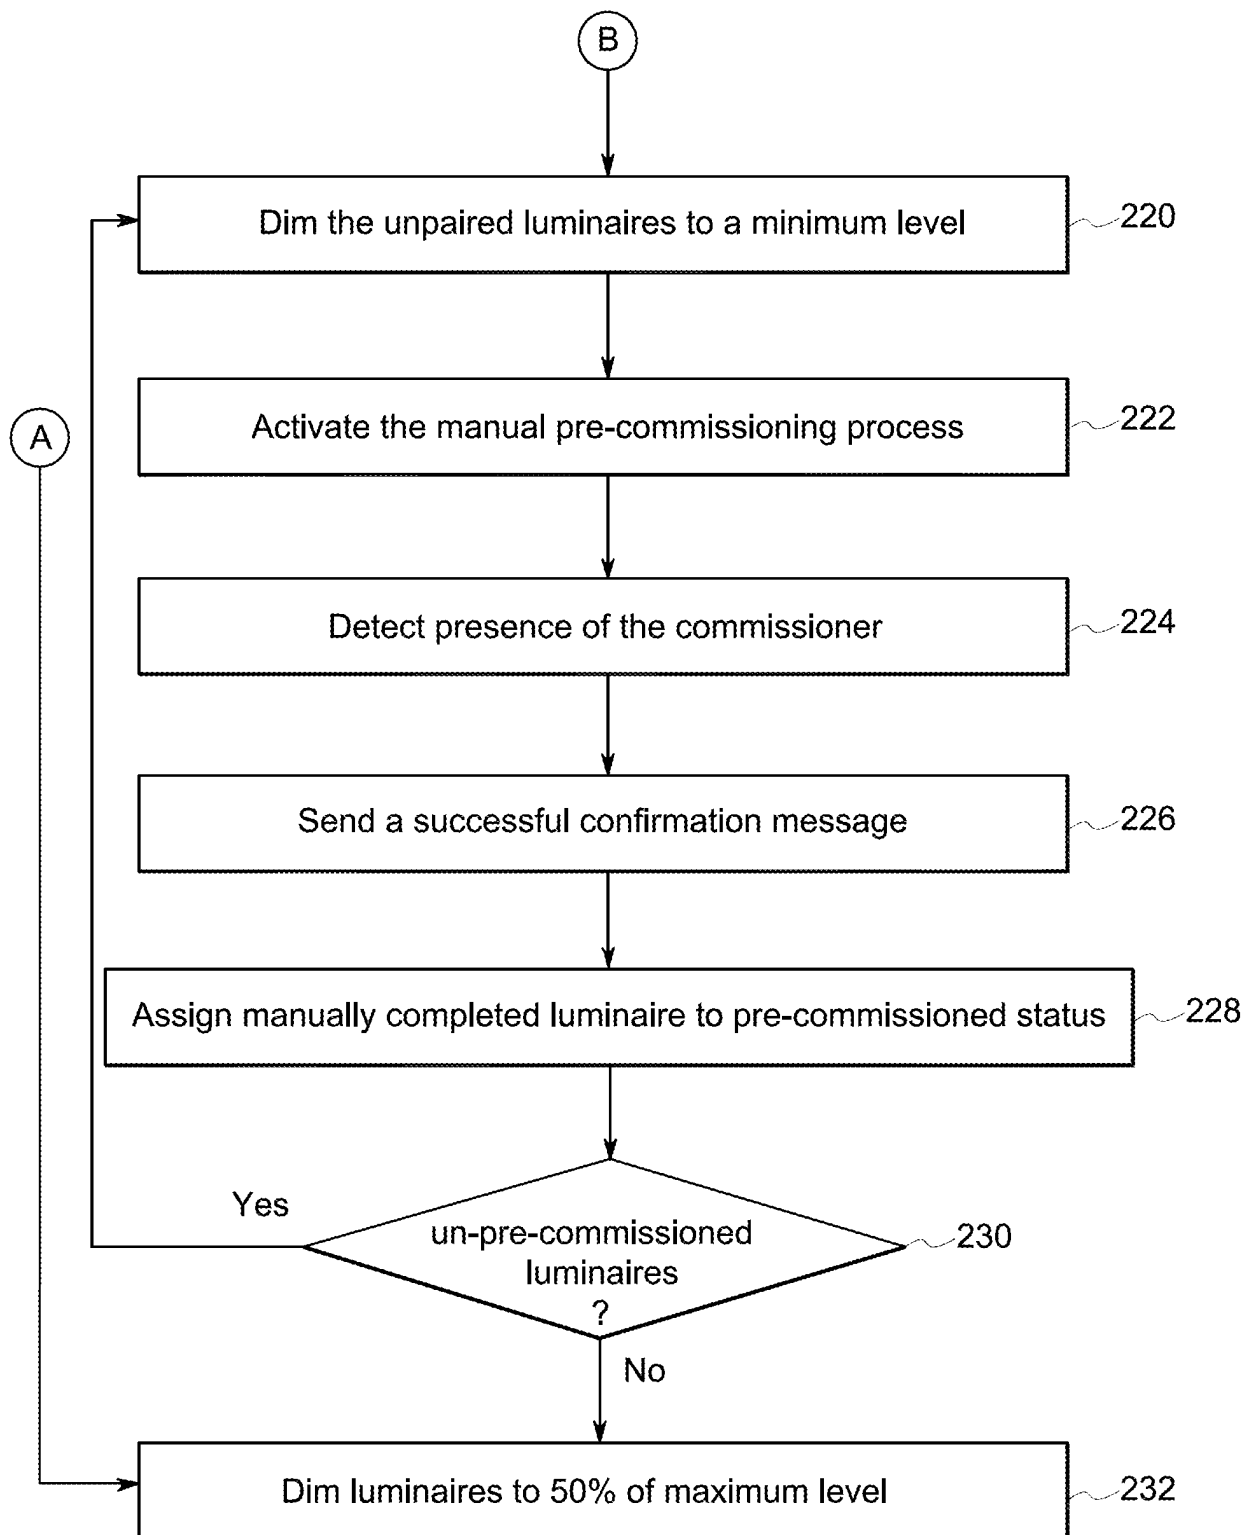 B
Dim the unpaired luminaires to a minimum level
220
Activate the manual pre-commissioning process
222
A
Detect presence of the commissioner
224
Send a successful confirmation message
226
Assign manually completed luminaire to pre-commissioned status
228
Yes
un-pre-commissioned
luminaires
?
230
No
Dim luminaires to 50% of maximum level
232